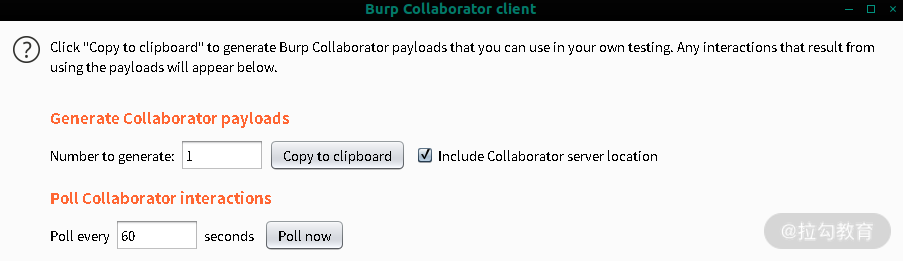 Burp Collaborator client
Click "Copy to clipboard" to generate Burp Collaborator payloads that you can use in your own testing. Any interactions that result from
using the payloads will appear below.
Generate Collaborator payloads
Number to generate: 1 Copy to clipboard Include Collaborator server location
Poll Collaborator interactions
Poll every 60 seconds Poll now
@拉勾教育